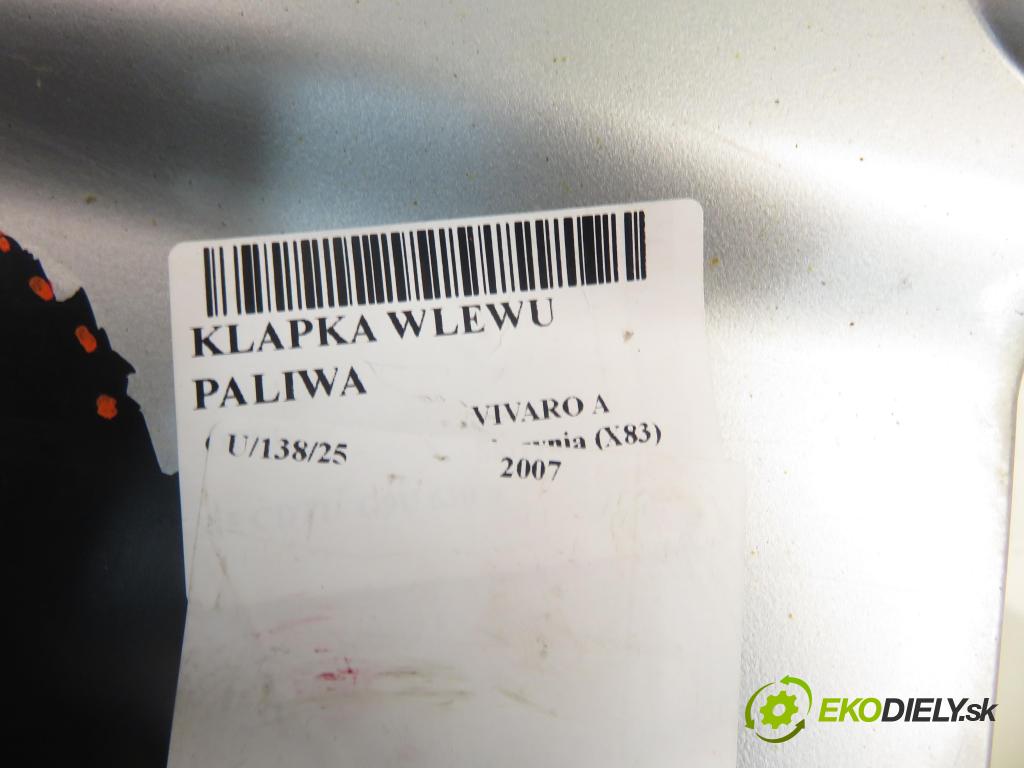 KLAPKA WLEWU
PALIWA
VIVARO A
(X83)
U/138/25
2007
EKODIELY.sk